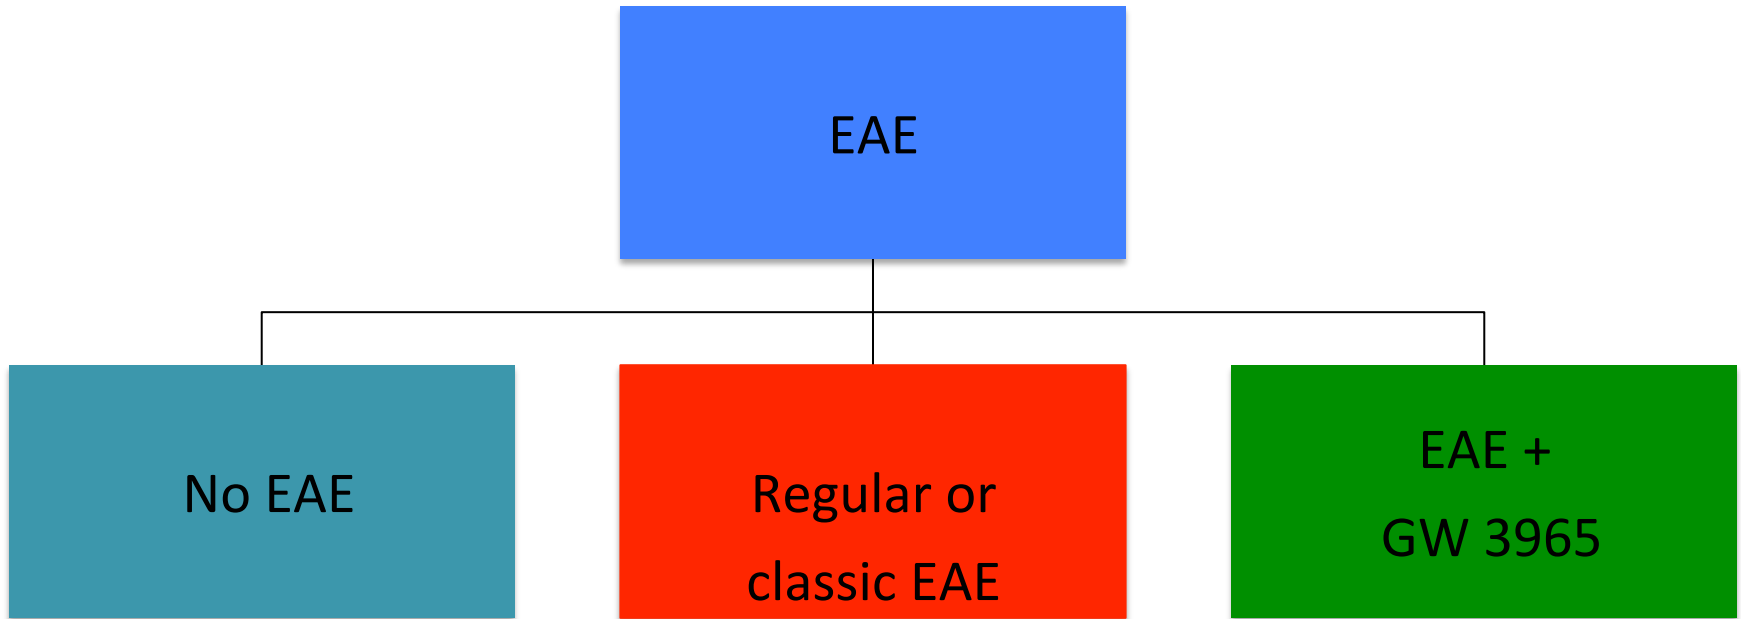 EAE
No EAE
Regular or
classic EAE
EAE +
GW 3965